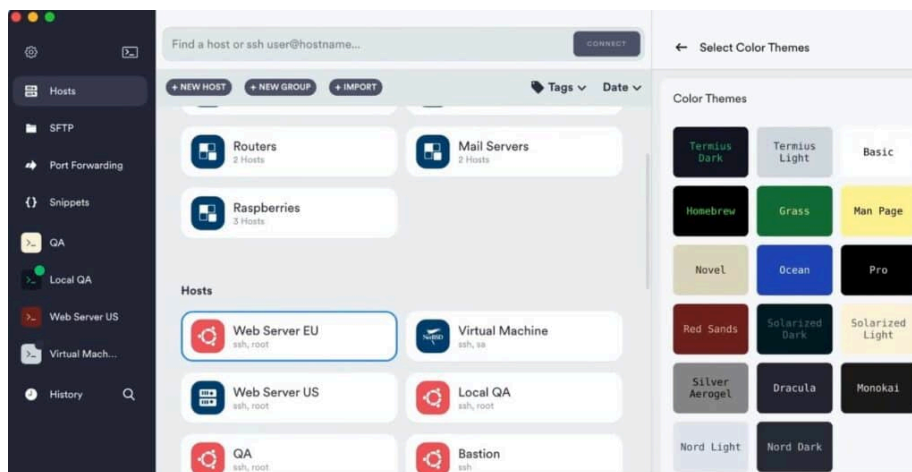 Hosts
SFTP
Port Forwarding
Snippets
QA
Local QA
Web Server US
Virtual Mach...
History
Find a host or ssh user@hostname...
CONNECT
+ NEW HOST
+ NEW GROUP
+ IMPORT
Tags
Date
Routers
2 Hosts
Mail Servers
2 Hosts
Raspberries
3 Hosts
Hosts
Web Server EU
ssh, root
Virtual Machine
ssh, sa
NetBSD
Web Server US
ssh, root
Local QA
ssh, root
QA
ssh, root
Bastion
ssh
Select Color Themes
Color Themes
Termius
Dark
Termius
Light
Basic
Homebrew
Grass
Man Page
Novel
Ocean
Pro
Red Sands
Solarized
Dark
Solarized
Light
Silver
Aerogel
Dracula
Monokai
Nord Light
Nord Dark